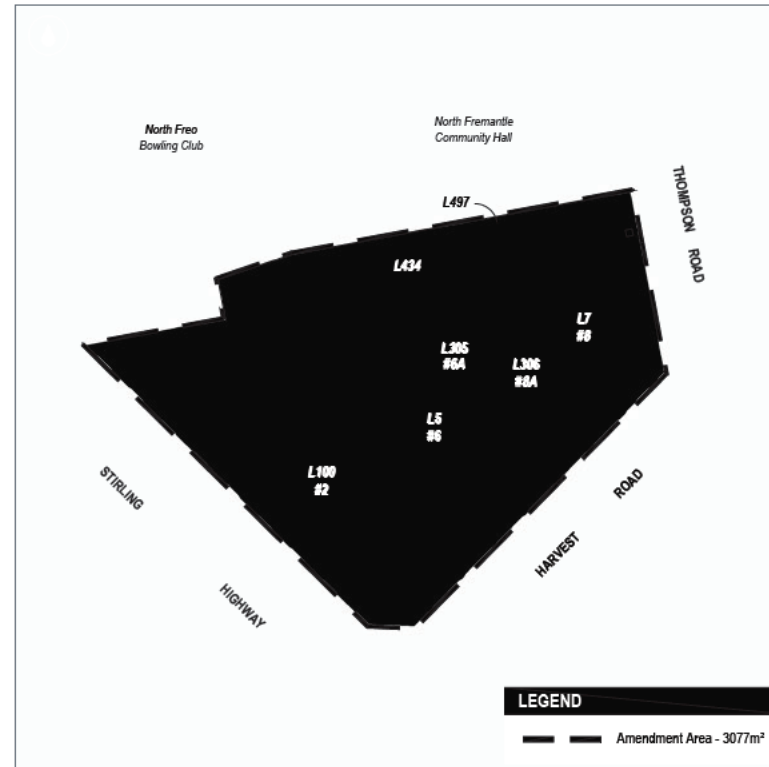 North Freo
Bowling Club
North Fremantle
Community Hall
THOMPSON ROAD
L497
L434
L7
#8
L305
#6A
L306
#8A
L5
#6
L100
#2
STIRLING
HIGHWAY
HARVEST ROAD
LEGEND
Amendment Area - 3077m²